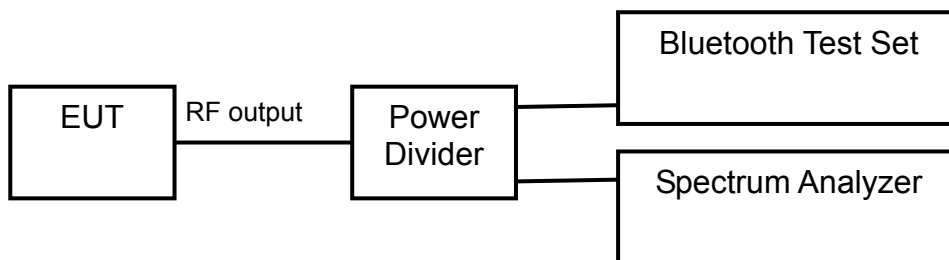 EUT
RF output
Power
Divider
Bluetooth Test Set
Spectrum Analyzer